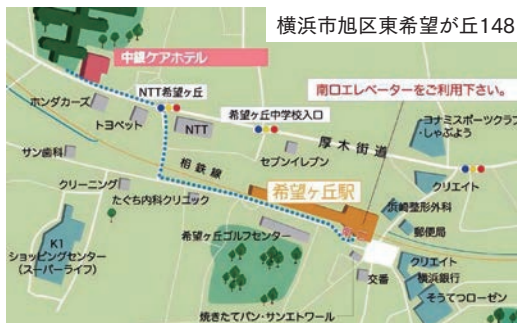 横浜市旭区東希望が丘148
中銀ケアホテル
南口エレベーターをご利用下さい。
NTT希望ヶ丘
ホンダカーズ
トヨペット
NTT
希望ヶ丘中学校入口
コナミスポーツクラブ
・しゃぶよう
厚木街道
サン歯科
相鉄線
セブンイレブン
クリエイト
クリーニング
たぐち内科クリニック
希望ヶ丘駅
浜崎整形外科
郵便局
希望ヶ丘ゴルフセンター
K1
ショッピングセンター
(スーパーライフ)
交番
クリエイト
横浜銀行
そうてつローゼン
焼きたてパン・サンエトワール